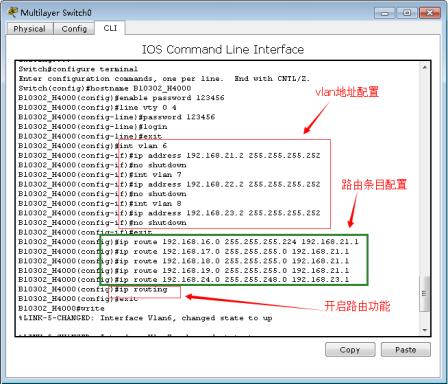 Multilayer Switch0
Physical Config CLI
IOS Command Line Interface
Switch#configure terminal
Enter configuration commands, one per line. End with CNTL/Z.
Switch(config)#hostname B10302_H4000
B10302_H4000(config)#enable password 123456
B10302_H4000(config)#line vty 0 4
B10302_H4000(config-line)#password 123456
B10302_H4000(config-line)#login
B10302_H4000(config-line)#exit
B10302_H4000(config)#int vlan 6
B10302_H4000(config-if)#ip address 192.168.21.2 255.255.255.252
B10302_H4000(config-if)#no shutdown
B10302_H4000(config-if)#int vlan 7
B10302_H4000(config-if)#ip address 192.168.22.2 255.255.255.252
B10302_H4000(config-if)#no shutdown
B10302_H4000(config-if)#int vlan 8
B10302_H4000(config-if)#ip address 192.168.23.2 255.255.255.252
B10302_H4000(config-if)#no shutdown
B10302_H4000(config-if)#exit
B10302_H4000(config)#ip route 192.168.16.0 255.255.255.224 192.168.21.1
B10302_H4000(config)#ip route 192.168.17.0 255.255.255.0 192.168.21.1
B10302_H4000(config)#ip route 192.168.18.0 255.255.255.0 192.168.21.1
B10302_H4000(config)#ip route 192.168.19.0 255.255.255.0 192.168.21.1
B10302_H4000(config)#ip route 192.168.24.0 255.255.248.0 192.168.23.1
B10302_H4000(config)#ip routing
B10302_H4000(config)#exit
B10302_H4000#write
%LINK-5-CHANGED: Interface Vlan6, changed state to up
vlan地址配置
路由条目配置
开启路由功能
Copy Paste